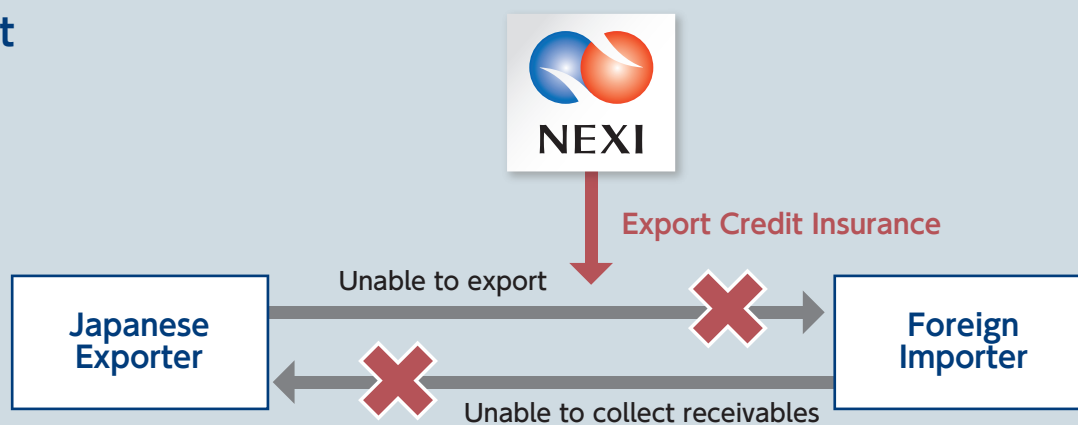 t
NEXI
Export Credit Insurance
Unable to export
Japanese
Exporter
Foreign
Importer
Unable to collect receivables